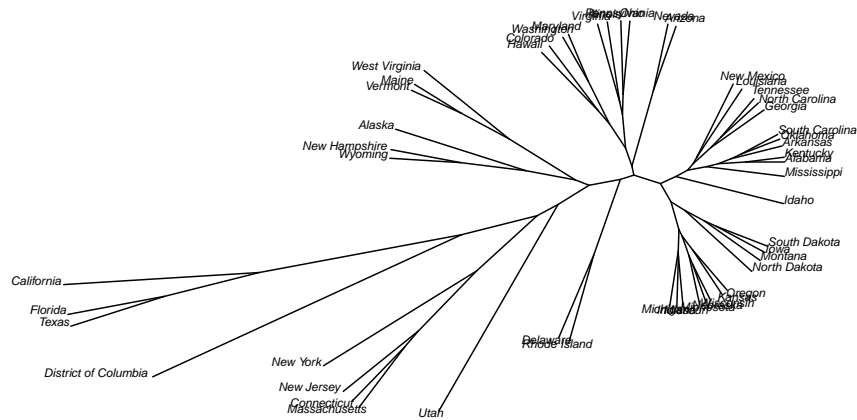 Ohio
Nevada
Arizona
Maryland
Washington
Colorado
Hawaii
West Virginia
Maine
Vermont
New Mexico
Louisiana
Tennessee
North Carolina
Georgia
Alaska
South Carolina
Oklahoma
Arkansas
New Hampshire
Wyoming
Kentucky
Alabama
Mississippi
Idaho
South Dakota
Iowa
Montana
North Dakota
California
Oregon
Kansas
Wisconsin
Florida
Texas
Delaware
Rhode Island
New York
District of Columbia
New Jersey
Connecticut
Massachusetts
Utah